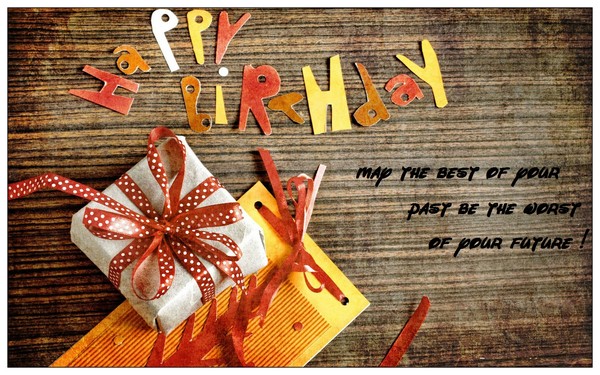 Happy
biRtHday
may the best of your
past be the worst
of your future !